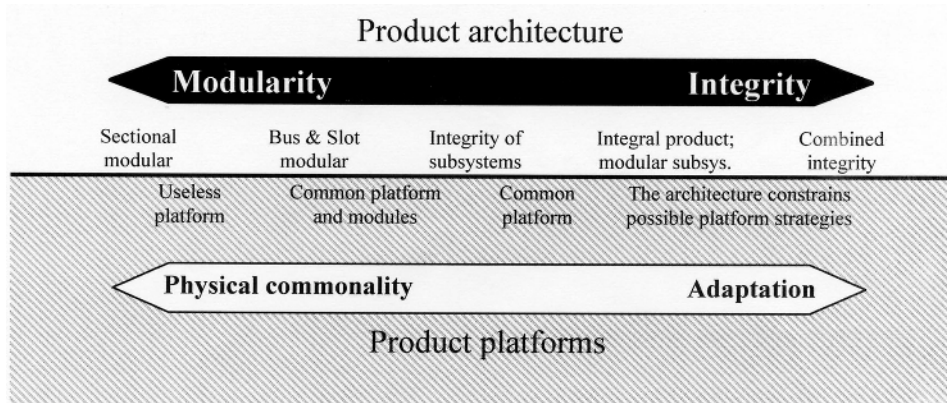 Product architecture
Modularity
Integrity
Sectional
modular
Bus & Slot
modular
Integrity of
subsystems
Integral product;
modular subsys.
Combined
integrity
Useless
platform
Common platform
and modules
Common
platform
The architecture constrains
possible platform strategies
Physical commonality
Adaptation
Product platforms